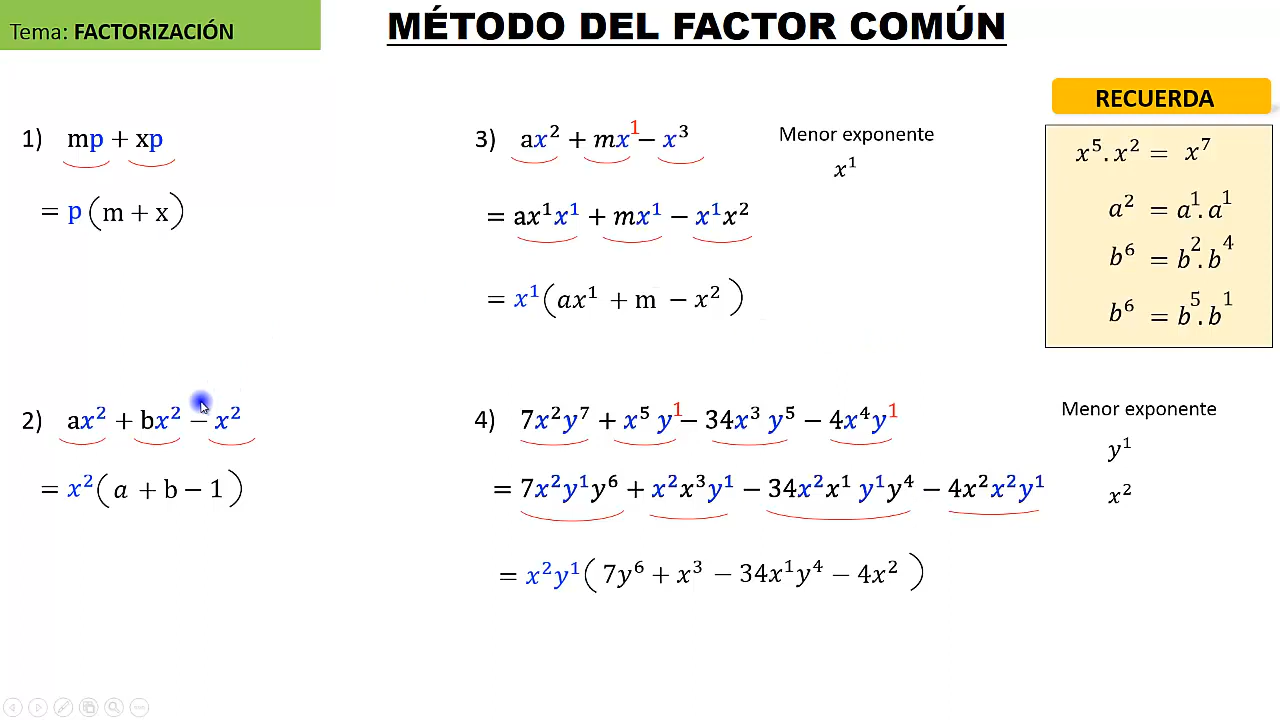 Tema: FACTORIZACIÓN
MÉTODO DEL FACTOR COMÚN
1) mp + xp
= p(m + x)
2) ax² + bx² − x²
= x²(a + b − 1)
3) ax² + mx¹ − x³
Menor exponente
x¹
= ax¹x¹ + mx¹ − x¹x²
= x¹(ax¹ + m − x²)
4) 7x²y⁷ + x⁵y¹ − 34x³y⁵ − 4x⁴y¹
Menor exponente
y¹
x²
= 7x²y¹y⁶ + x²x³y¹ − 34x²x¹y¹y⁴ − 4x²x²y¹
= x²y¹(7y⁶ + x³ − 34x¹y⁴ − 4x²)
RECUERDA
x⁵.x² = x⁷
a² = a¹.a¹
b⁶ = b².b⁴
b⁶ = b⁵.b¹